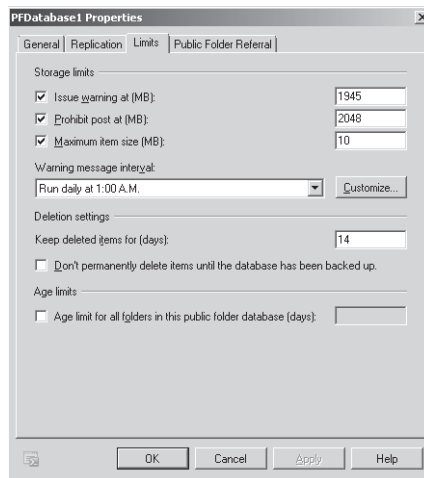 PFDatabase1 Properties
General Replication Limits Public Folder Referral
Storage limits
Issue warning at (MB): 1945
Prohibit post at (MB): 2048
Maximum item size (MB): 10
Warning message interval:
Run daily at 1:00 A.M. Customize...
Deletion settings
Keep deleted items for (days): 14
Don't permanently delete items until the database has been backed up.
Age limits
Age limit for all folders in this public folder database (days):
OK Cancel Apply Help